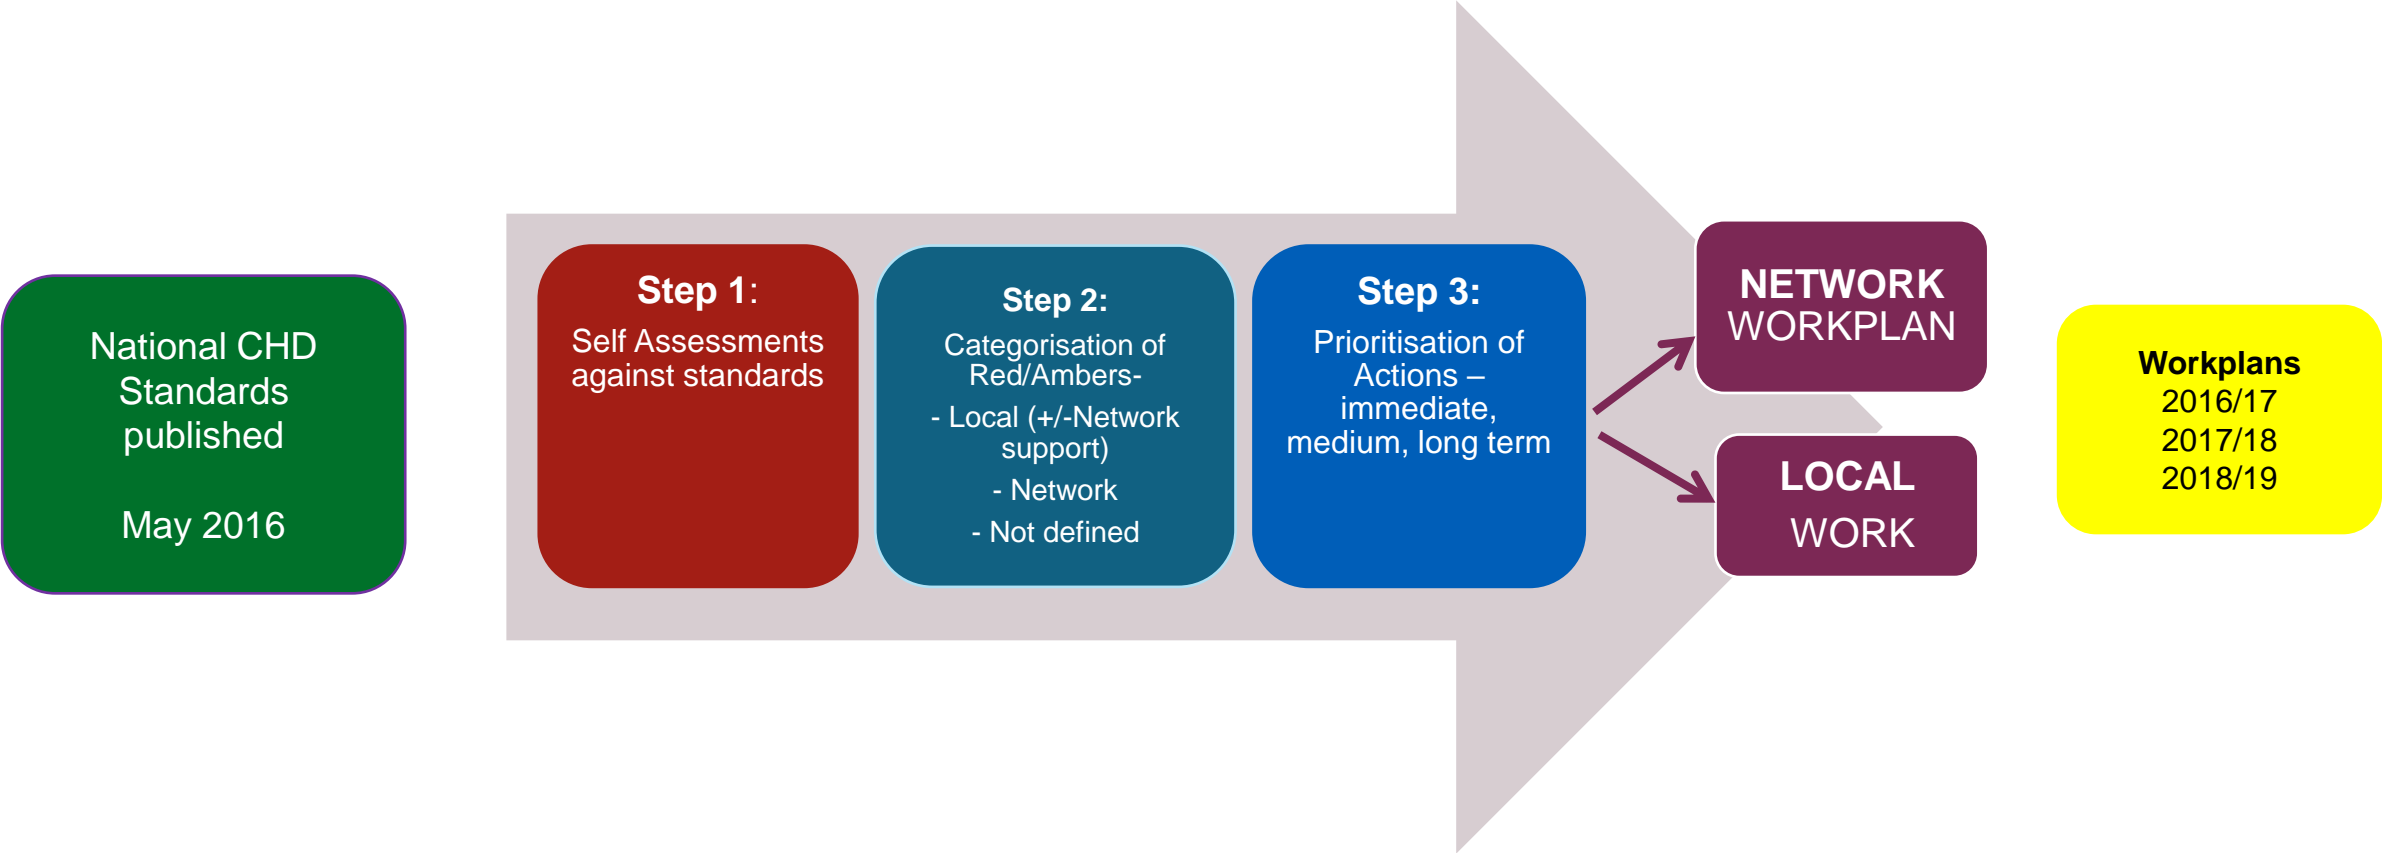 National CHD
Standards
published
May 2016
Step 1:
Self Assessments
against standards
Step 2:
Categorisation of
Red/Ambers-
- Local (+/-Network
support)
- Network
- Not defined
Step 3:
Prioritisation of
Actions –
immediate,
medium, long term
NETWORK
WORKPLAN
LOCAL
WORK
Workplans
2016/17
2017/18
2018/19